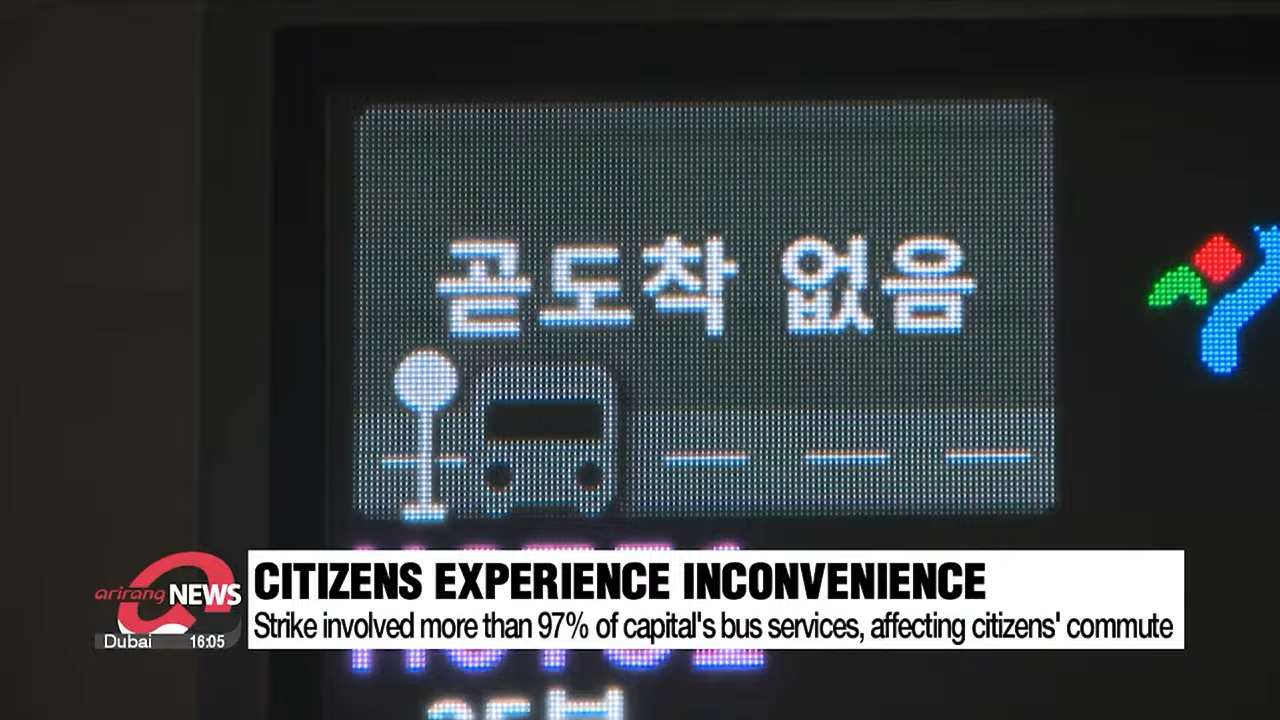 곧도착 없음
CITIZENS EXPERIENCE INCONVENIENCE
arirang NEWS
Strike involved more than 97% of capital's bus services, affecting citizens' commute
Dubai 16:05